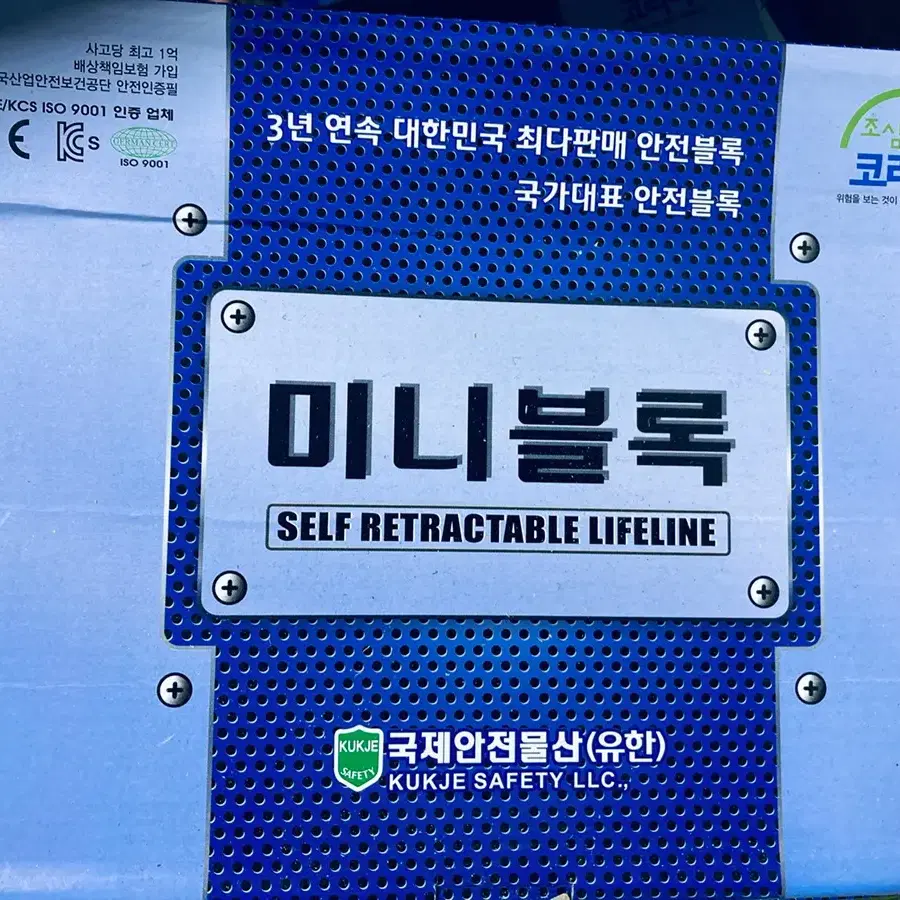 사고당 최고 1억
배상책임보험 가입
국산업안전보건공단 안전인증필
E/KCS ISO 9001 인증 업체
CE KCs
GERMAN CERT
ISO 9001
3년 연속 대한민국 최다판매 안전블록
국가대표 안전블록
조심
코리
위험을 보는 것이
미니블록
SELF RETRACTABLE LIFELINE
KUKJE
SAFETY
국제안전물산(유한)
KUKJE SAFETY LLC.,